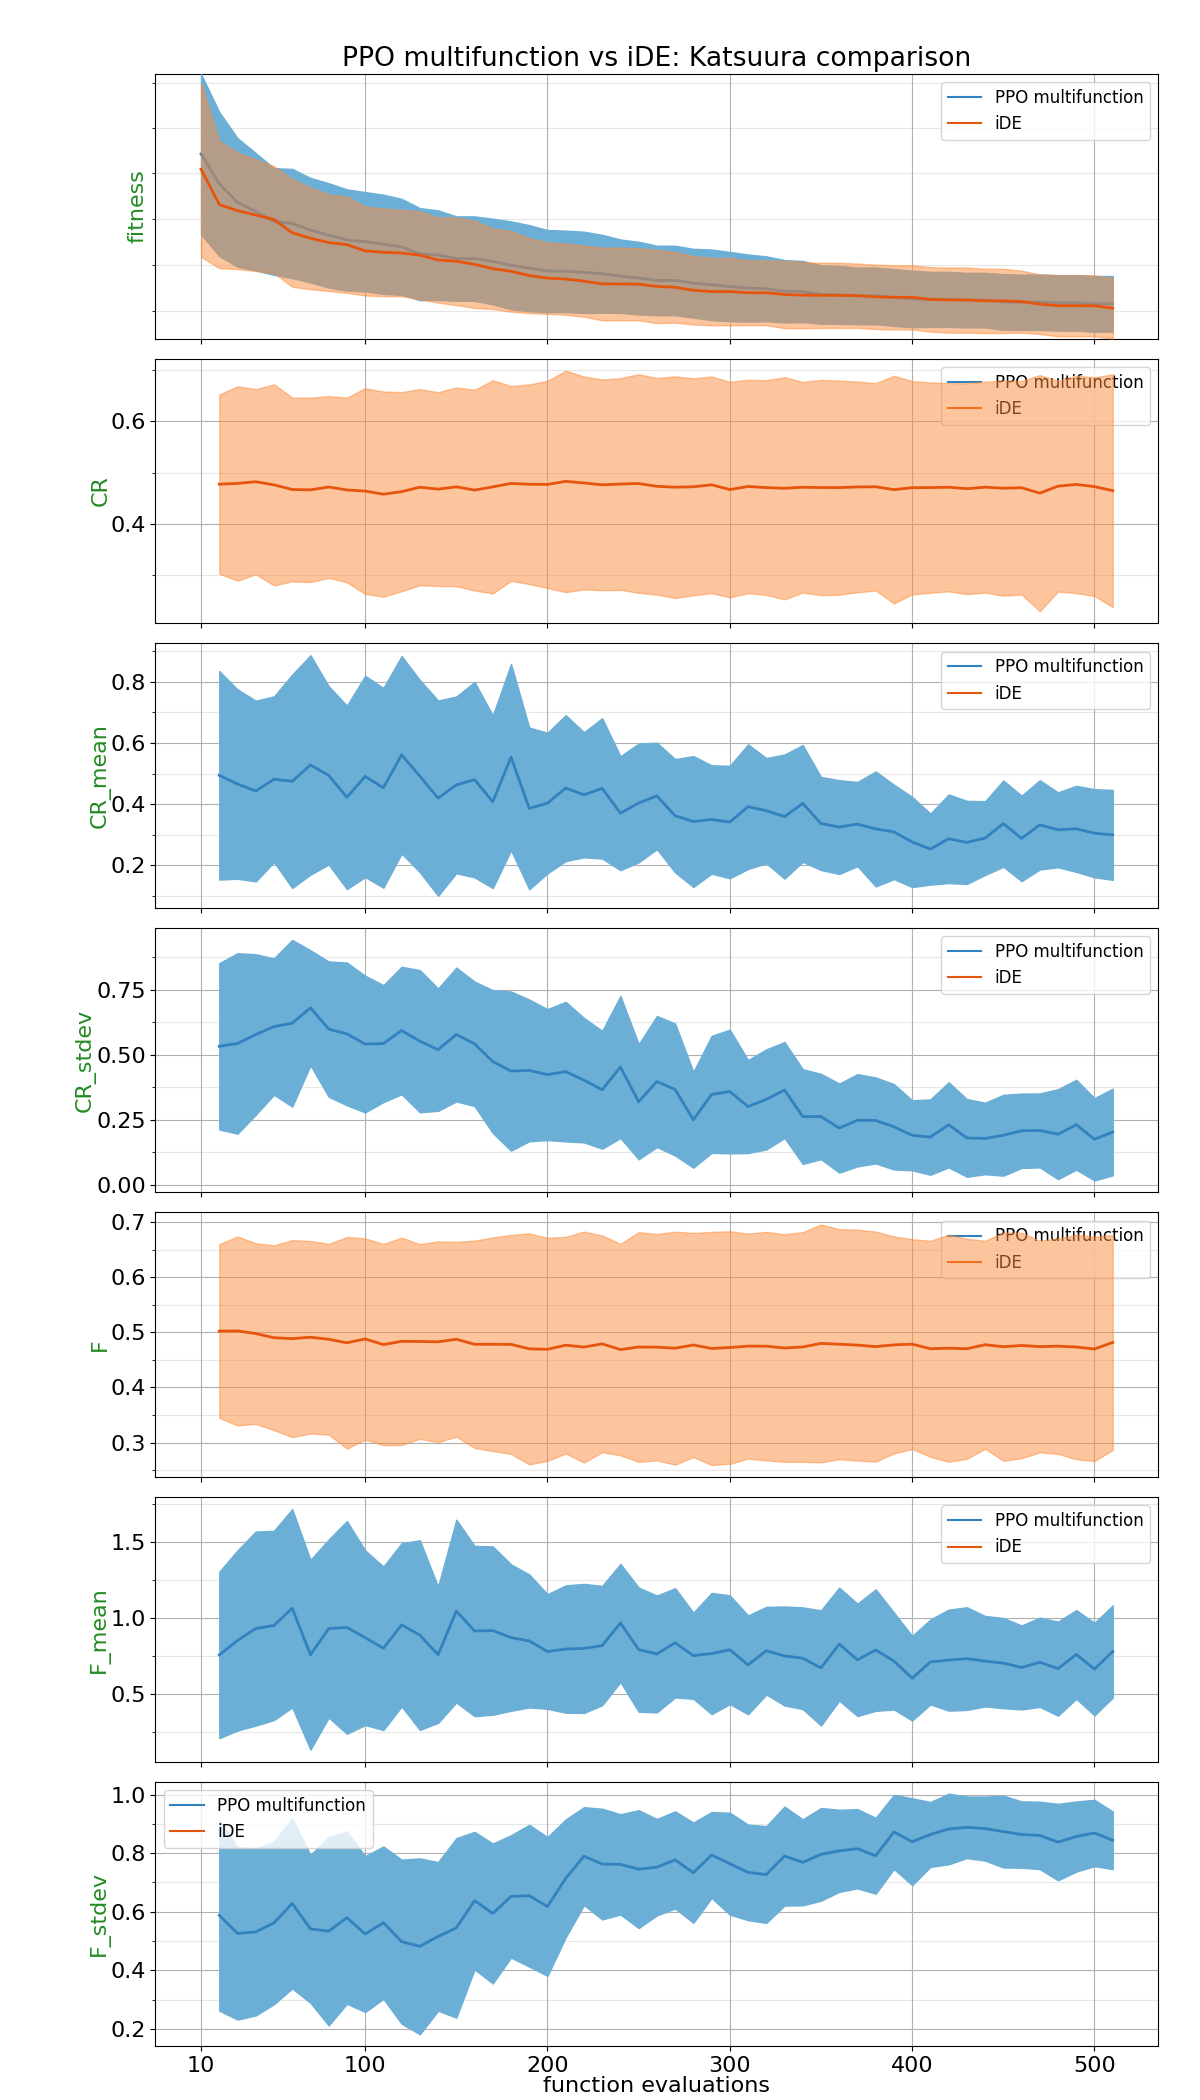 PPO multifunction vs iDE: Katsuura comparison
fitness
PPO multifunction
iDE
CR
0.6
0.4
PPO multifunction
iDE
CR_mean
0.8
0.6
0.4
0.2
PPO multifunction
iDE
CR_stdev
0.75
0.50
0.25
0.00
PPO multifunction
iDE
F
0.7
0.6
0.5
0.4
0.3
PPO multifunction
iDE
F_mean
1.5
1.0
0.5
PPO multifunction
iDE
F_stdev
1.0
0.8
0.6
0.4
0.2
PPO multifunction
iDE
10 100 200 300 400 500
function evaluations